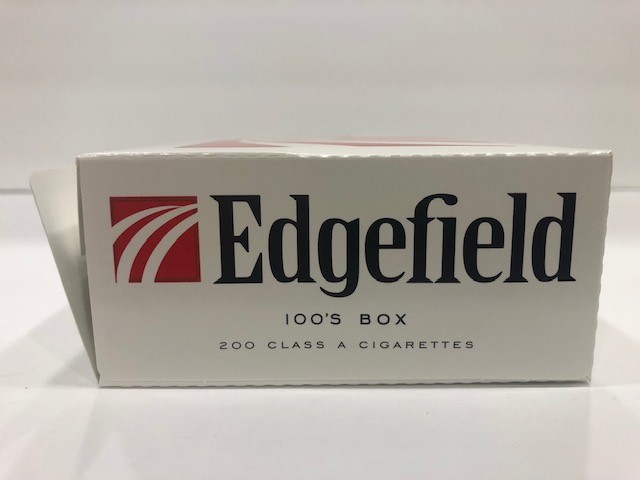 Edgefield
100'S BOX
200 CLASS A CIGARETTES